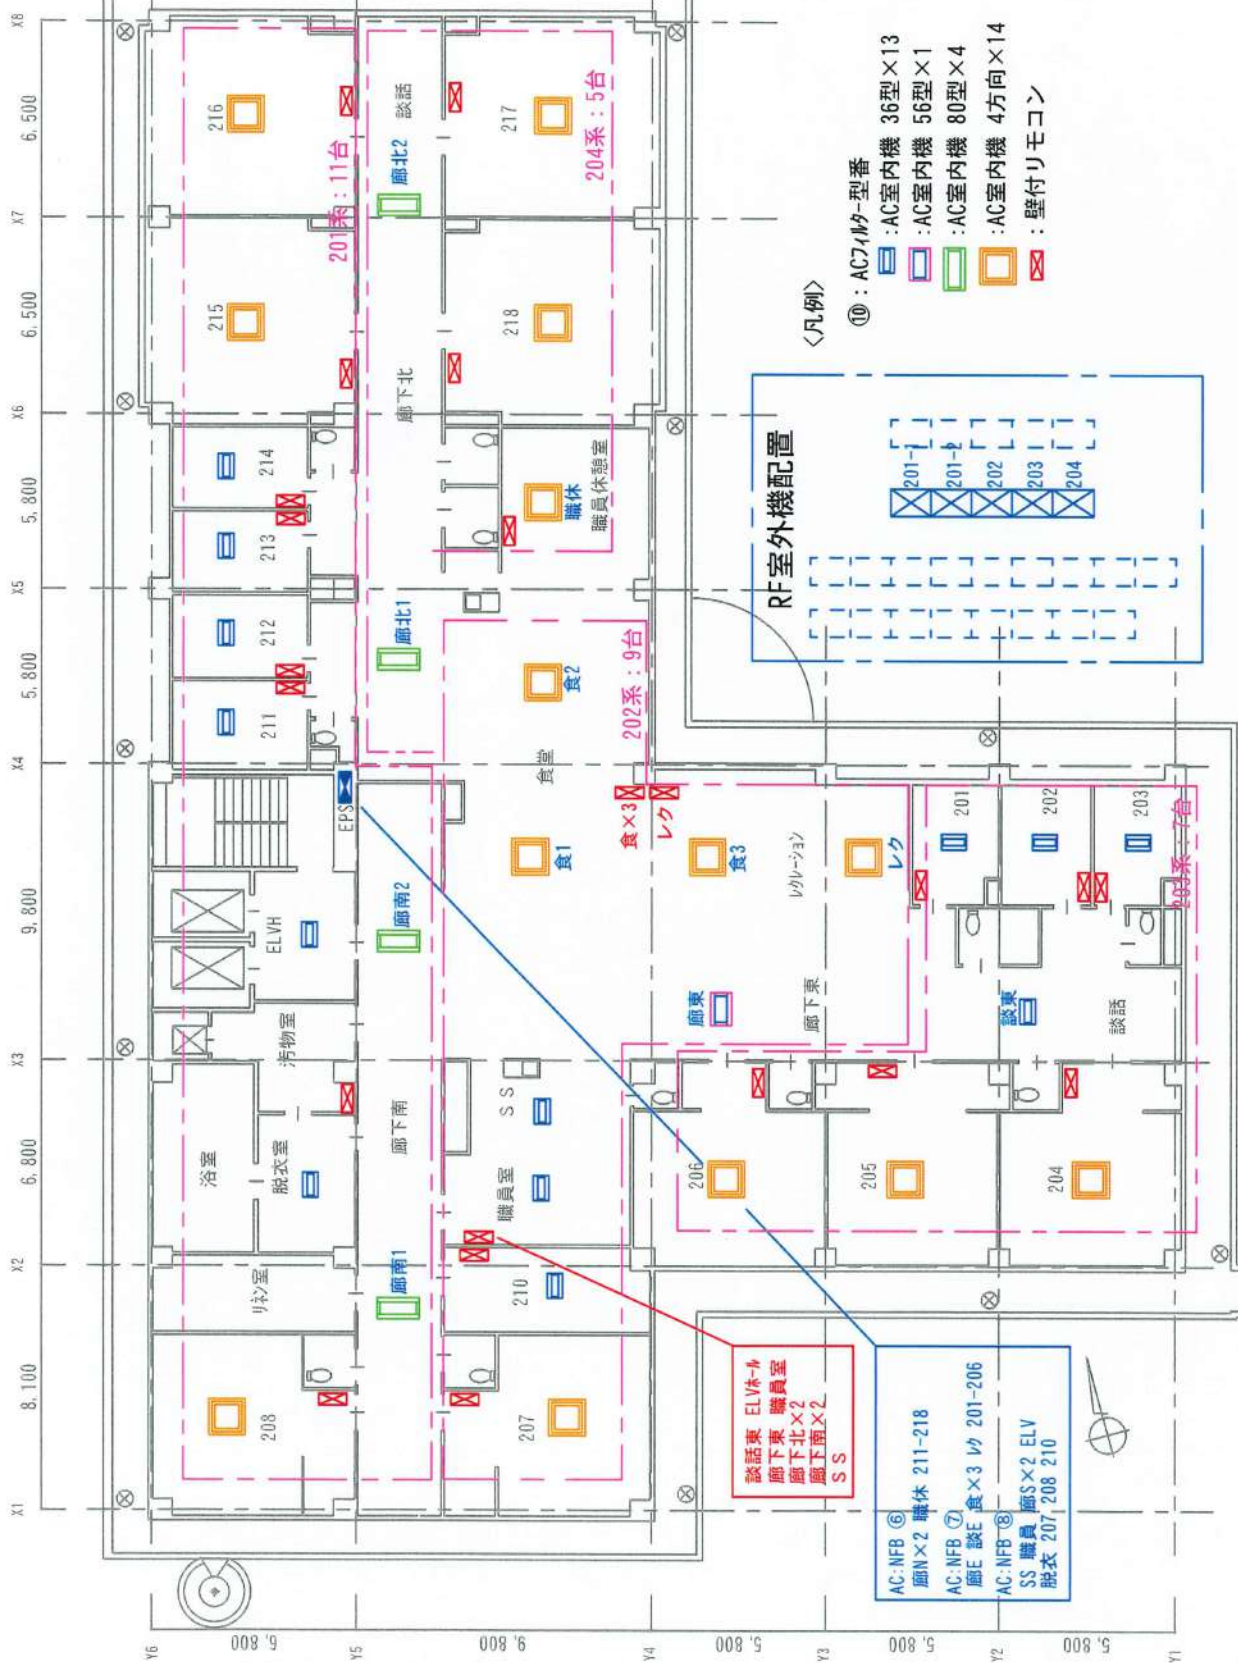 X1
X2
X3
X4
X5
X6
X7
X8
8,100
6,800
9,800
5,800
5,800
6,500
6,500
Y6
Y5
Y4
Y3
Y2
Y1
5,800
9,800
5,800
5,800
5,800
208
リネン室
浴室
脱衣室
汚物室
ELVH
EPS
211
212
213
214
215
216
201系:11台
廊南1
廊下南
廊南2
廊北1
廊下北
廊北2
談話
207
210
職員室
SS
食1
食堂
食2
職休
職員休憩室
218
217
204系:5台
202系:9台
食×3
レク
食3
レクレーション
レク
廊東
廊下東
206
205
204
談東
談話
201
202
203
203系:7台
談話東 ELVホール
廊下東 職員室
廊下北×2
廊下南×2
SS
AC:NFB ⑥
廊N×2 職休 211-218
AC:NFB ⑦
廊E 談E 食×3 レク 201-206
AC:NFB ⑧
SS 職員 廊S×2 ELV
脱衣 207 208 210
RF室外機配置
201-1
201-2
202
203
204
〈凡例〉
⑩:ACフィルター型番
:AC室内機 36型×13
:AC室内機 56型×1
:AC室内機 80型×4
:AC室内機 4方向×14
:壁付リモコン